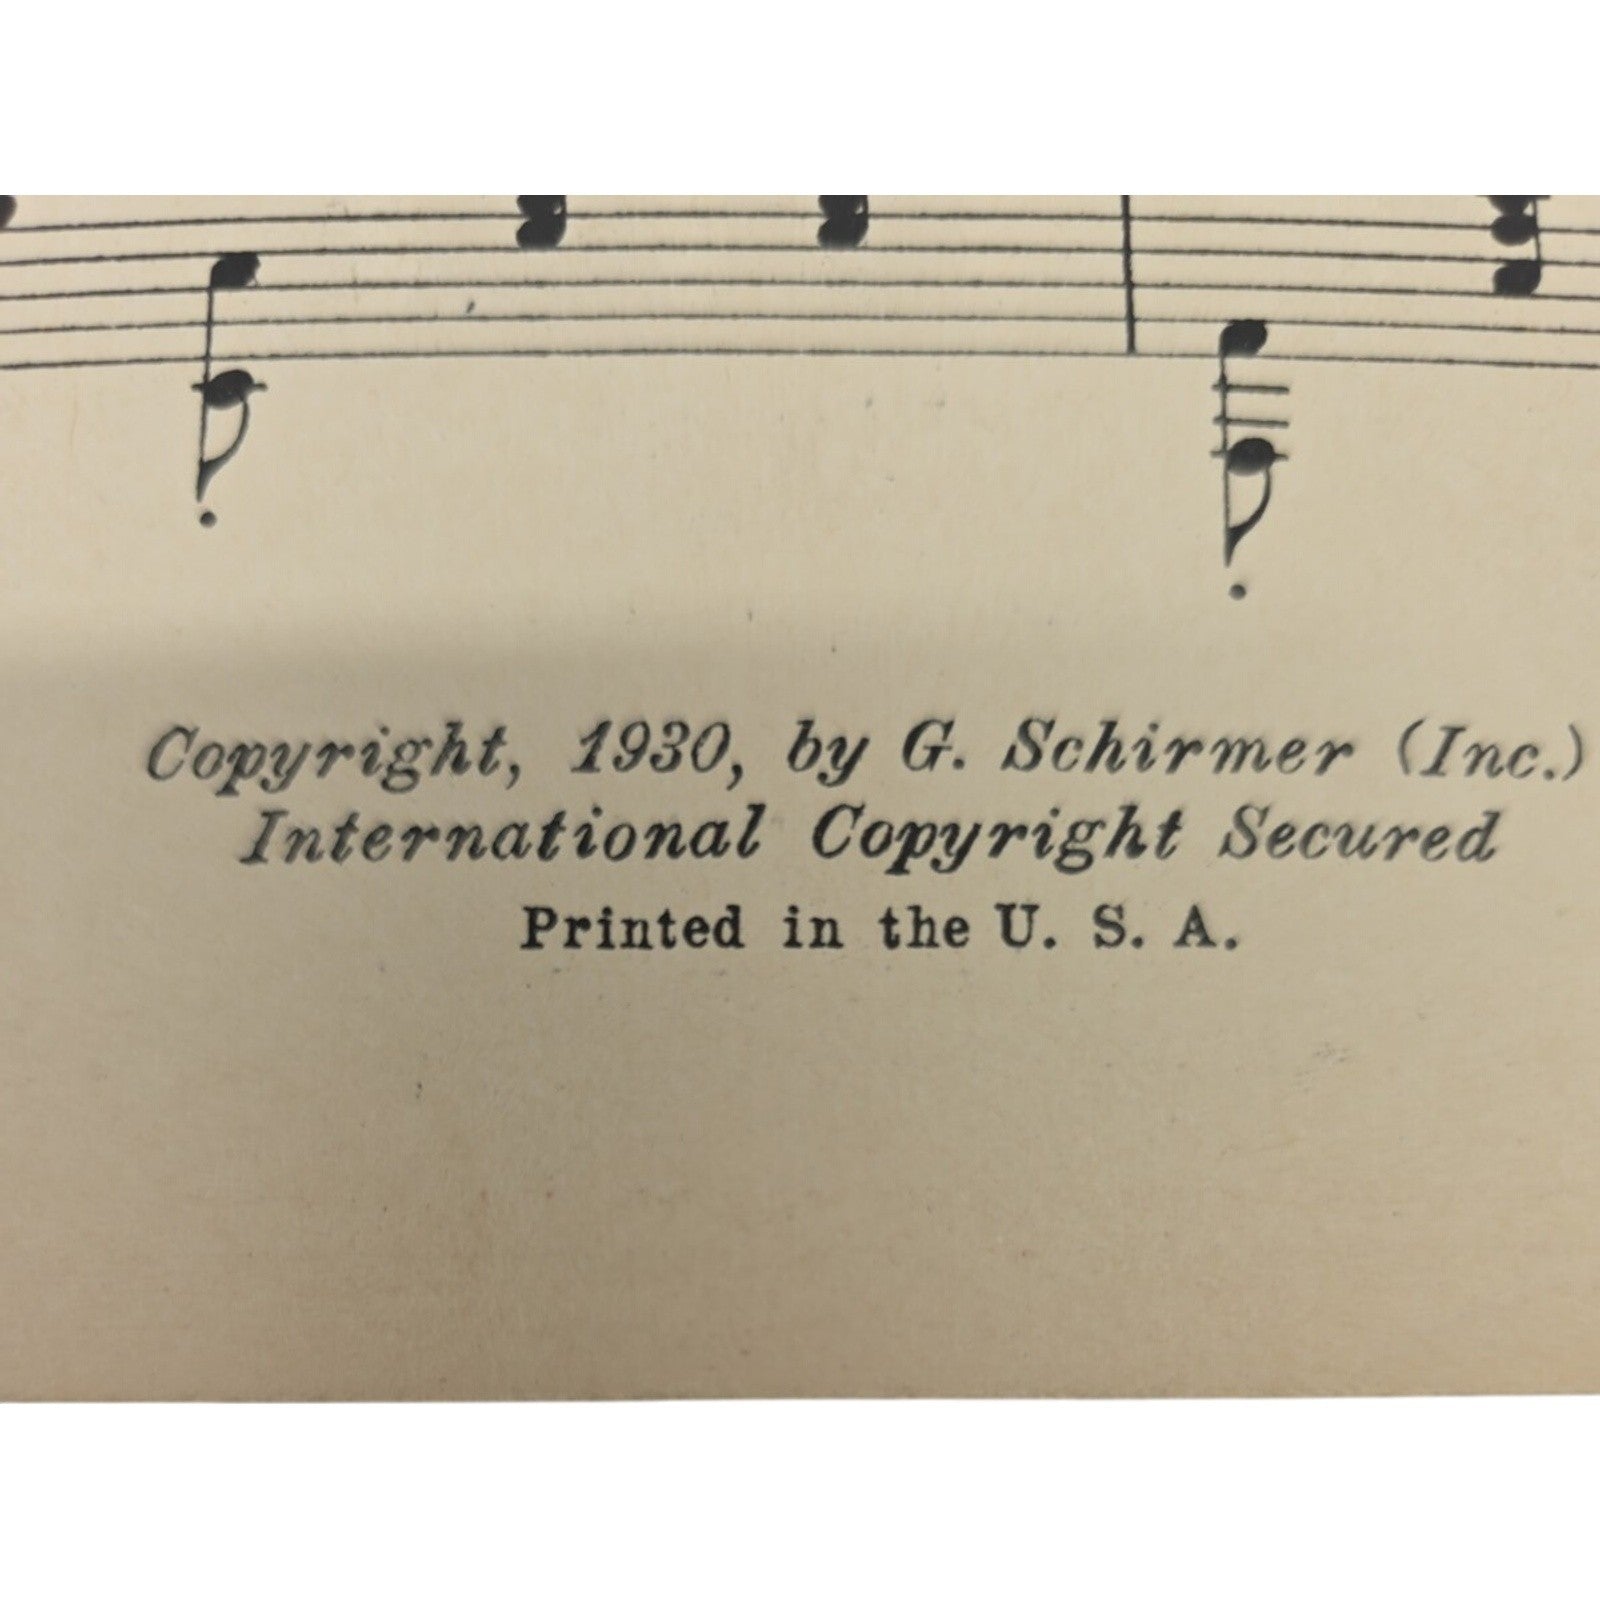 Copyright, 1930, by G. Schirmer (Inc.)
International Copyright Secured
Printed in the U. S. A.